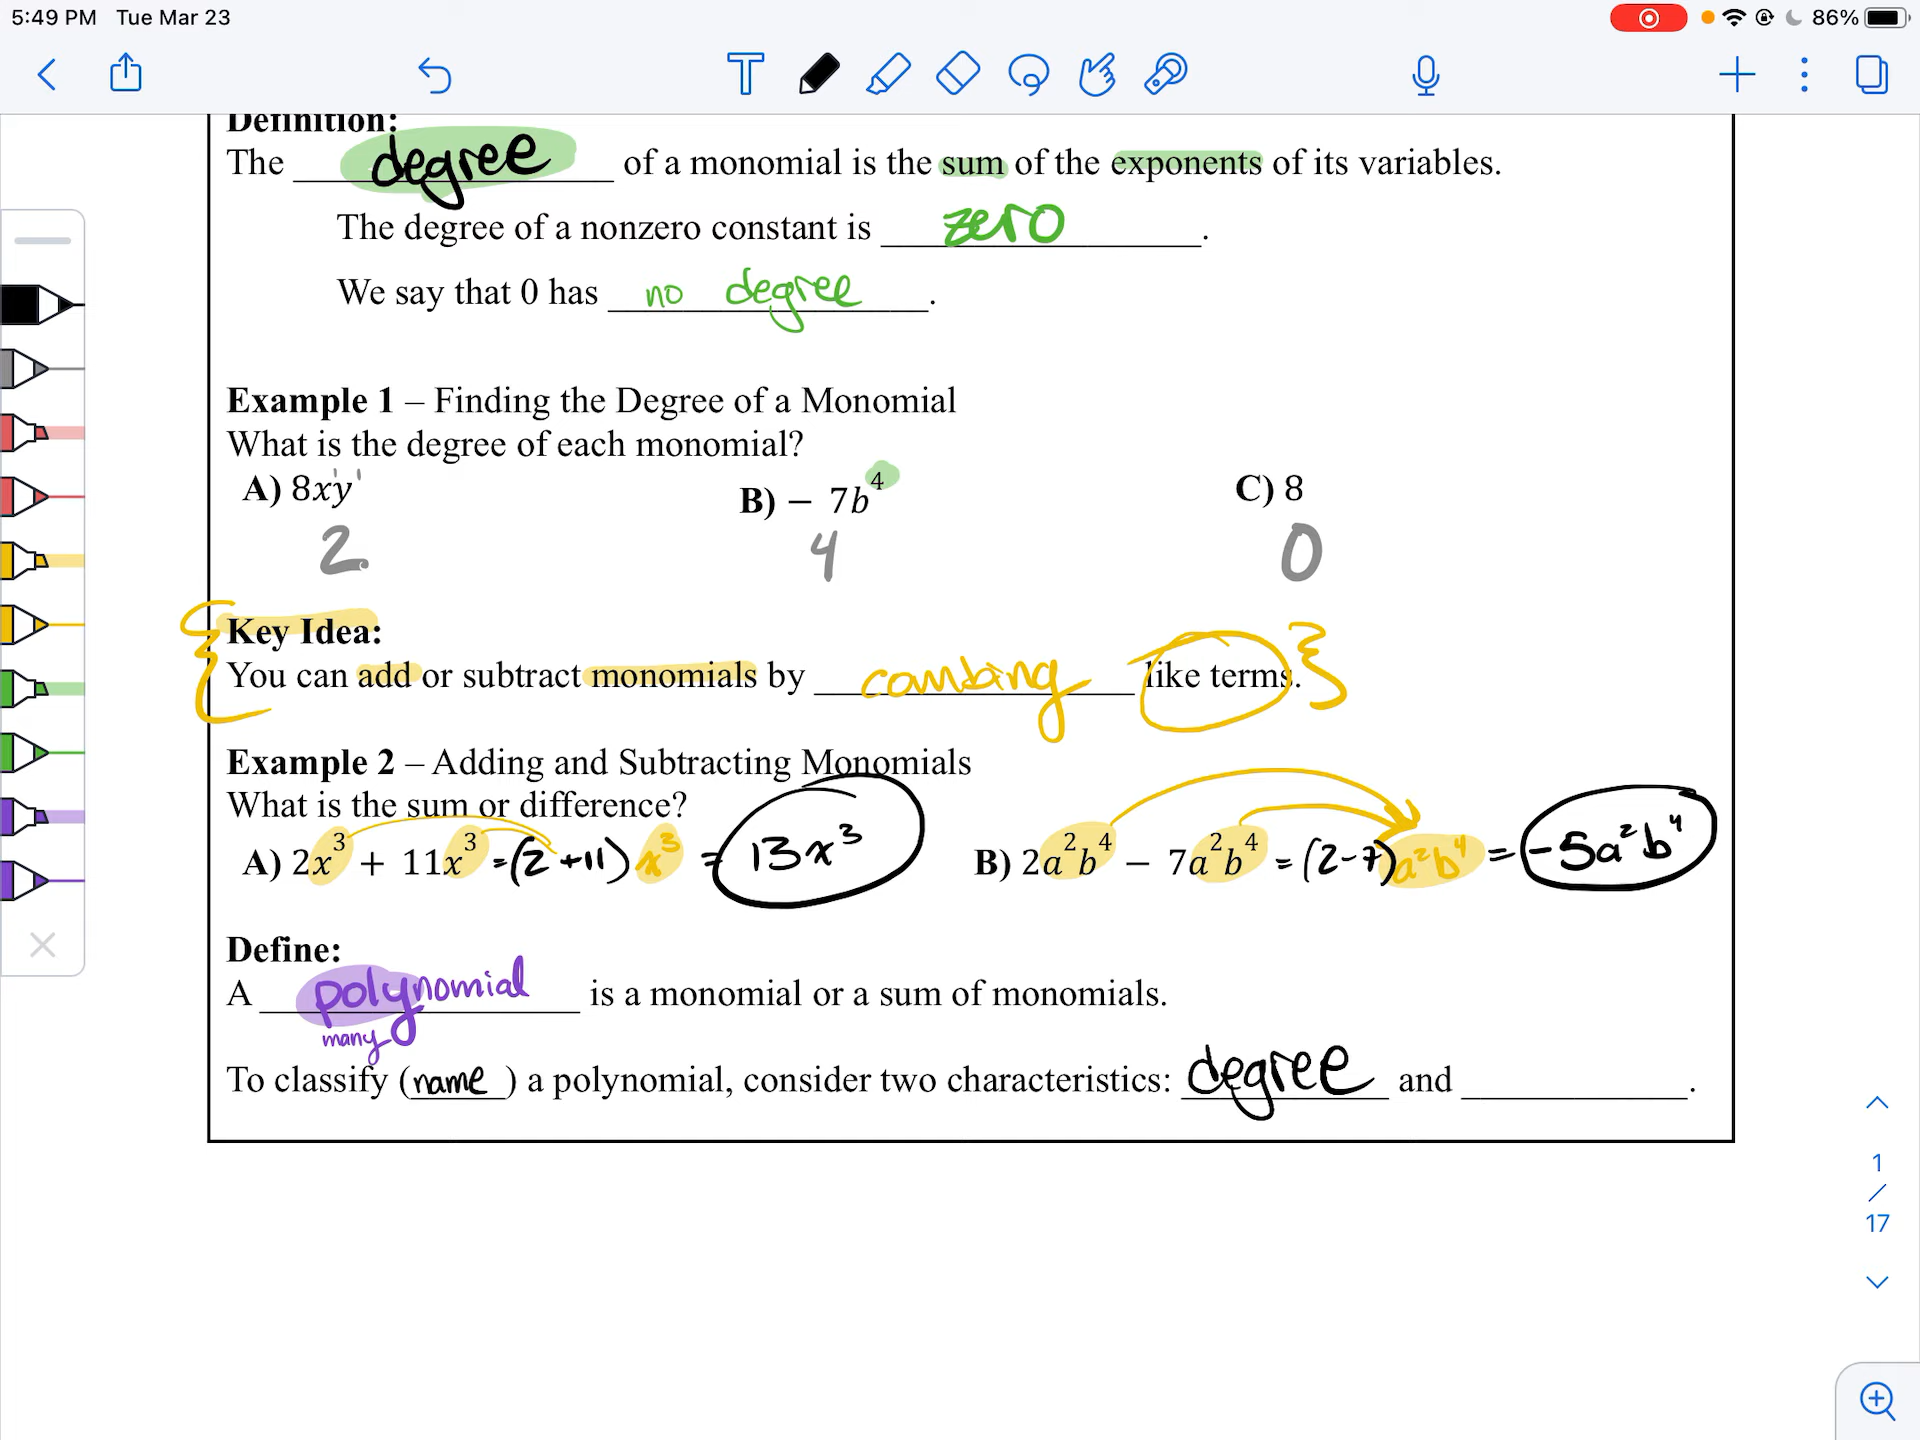 5:49 PM Tue Mar 23 86%
Definition:
The degree of a monomial is the sum of the exponents of its variables.
The degree of a nonzero constant is zero.
We say that 0 has no degree.
Example 1 – Finding the Degree of a Monomial
What is the degree of each monomial?
A) 8x¹y¹ B) – 7b⁴ C) 8
2 4 0
Key Idea:
You can add or subtract monomials by combing like terms.
Example 2 – Adding and Subtracting Monomials
What is the sum or difference?
A) 2x³ + 11x³ = (2+11) x³ = 13x³ B) 2a²b⁴ – 7a²b⁴ = (2-7) a²b⁴ = -5a²b⁴
Define:
A polynomial is a monomial or a sum of monomials.
many
To classify (name) a polynomial, consider two characteristics: degree and ____________.
1
/
17